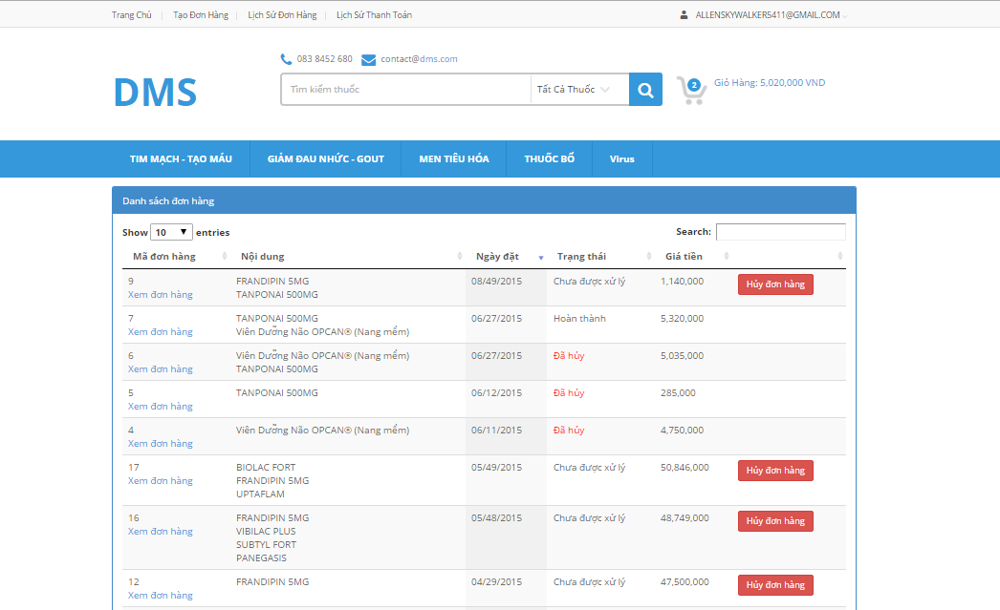 Trang Chủ Tạo Đơn Hàng Lịch Sử Đơn Hàng Lịch Sử Thanh Toán ALLENSKYWALKER5411@GMAIL.COM
083 8452 680 contact@dms.com
DMS
Tìm kiếm thuốc Tất Cả Thuốc 2 Giỏ Hàng: 5,020,000 VND
TIM MẠCH - TẠO MÁU GIẢM ĐAU NHỨC - GOUT MEN TIÊU HÓA THUỐC BỔ Virus
Danh sách đơn hàng
Show 10 entries Search:
Mã đơn hàng Nội dung Ngày đặt Trạng thái Giá tiền
9 FRANDIPIN 5MG 08/49/2015 Chưa được xử lý 1,140,000 Hủy đơn hàng
Xem đơn hàng TANPONAI 500MG
7 TANPONAI 500MG 06/27/2015 Hoàn thành 5,320,000
Xem đơn hàng Viên Dưỡng Não OPCAN® (Nang mềm)
6 Viên Dưỡng Não OPCAN® (Nang mềm) 06/27/2015 Đã hủy 5,035,000
Xem đơn hàng TANPONAI 500MG
5 TANPONAI 500MG 06/12/2015 Đã hủy 285,000
Xem đơn hàng
4 Viên Dưỡng Não OPCAN® (Nang mềm) 06/11/2015 Đã hủy 4,750,000
Xem đơn hàng
17 BIOLAC FORT 05/49/2015 Chưa được xử lý 50,846,000 Hủy đơn hàng
Xem đơn hàng FRANDIPIN 5MG
UPTAFLAM
16 FRANDIPIN 5MG 05/48/2015 Chưa được xử lý 48,749,000 Hủy đơn hàng
Xem đơn hàng VIBILAC PLUS
SUBTYL FORT
PANEGASIS
12 FRANDIPIN 5MG 04/29/2015 Chưa được xử lý 47,500,000 Hủy đơn hàng
Xem đơn hàng